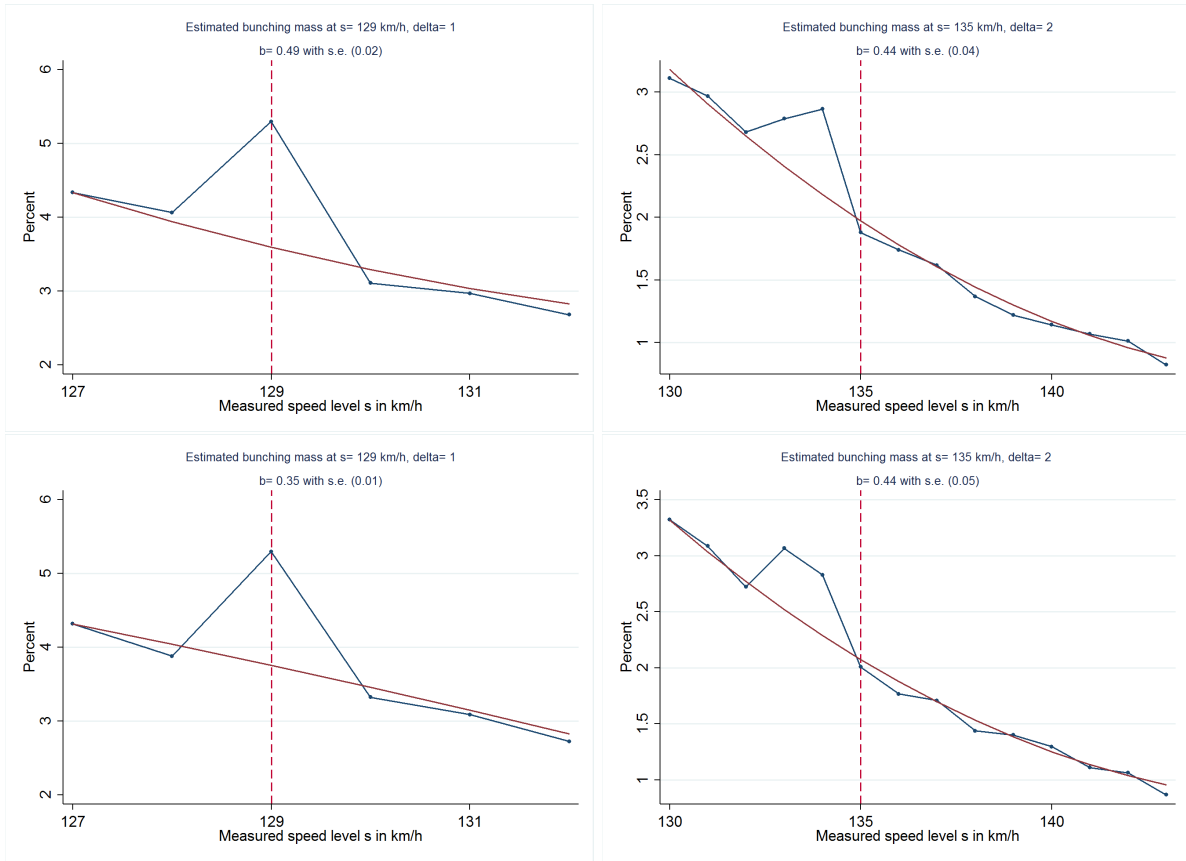 Estimated bunching mass at s= 129 km/h, delta= 1
b= 0.49 with s.e. (0.02)
6
5
4
3
2
Percent
127
129
131
Measured speed level s in km/h
Estimated bunching mass at s= 135 km/h, delta= 2
b= 0.44 with s.e. (0.04)
3
2.5
2
1.5
1
Percent
130
135
140
Measured speed level s in km/h
Estimated bunching mass at s= 129 km/h, delta= 1
b= 0.35 with s.e. (0.01)
6
5
4
3
2
Percent
127
129
131
Measured speed level s in km/h
Estimated bunching mass at s= 135 km/h, delta= 2
b= 0.44 with s.e. (0.05)
3.5
3
2.5
2
1.5
1
Percent
130
135
140
Measured speed level s in km/h